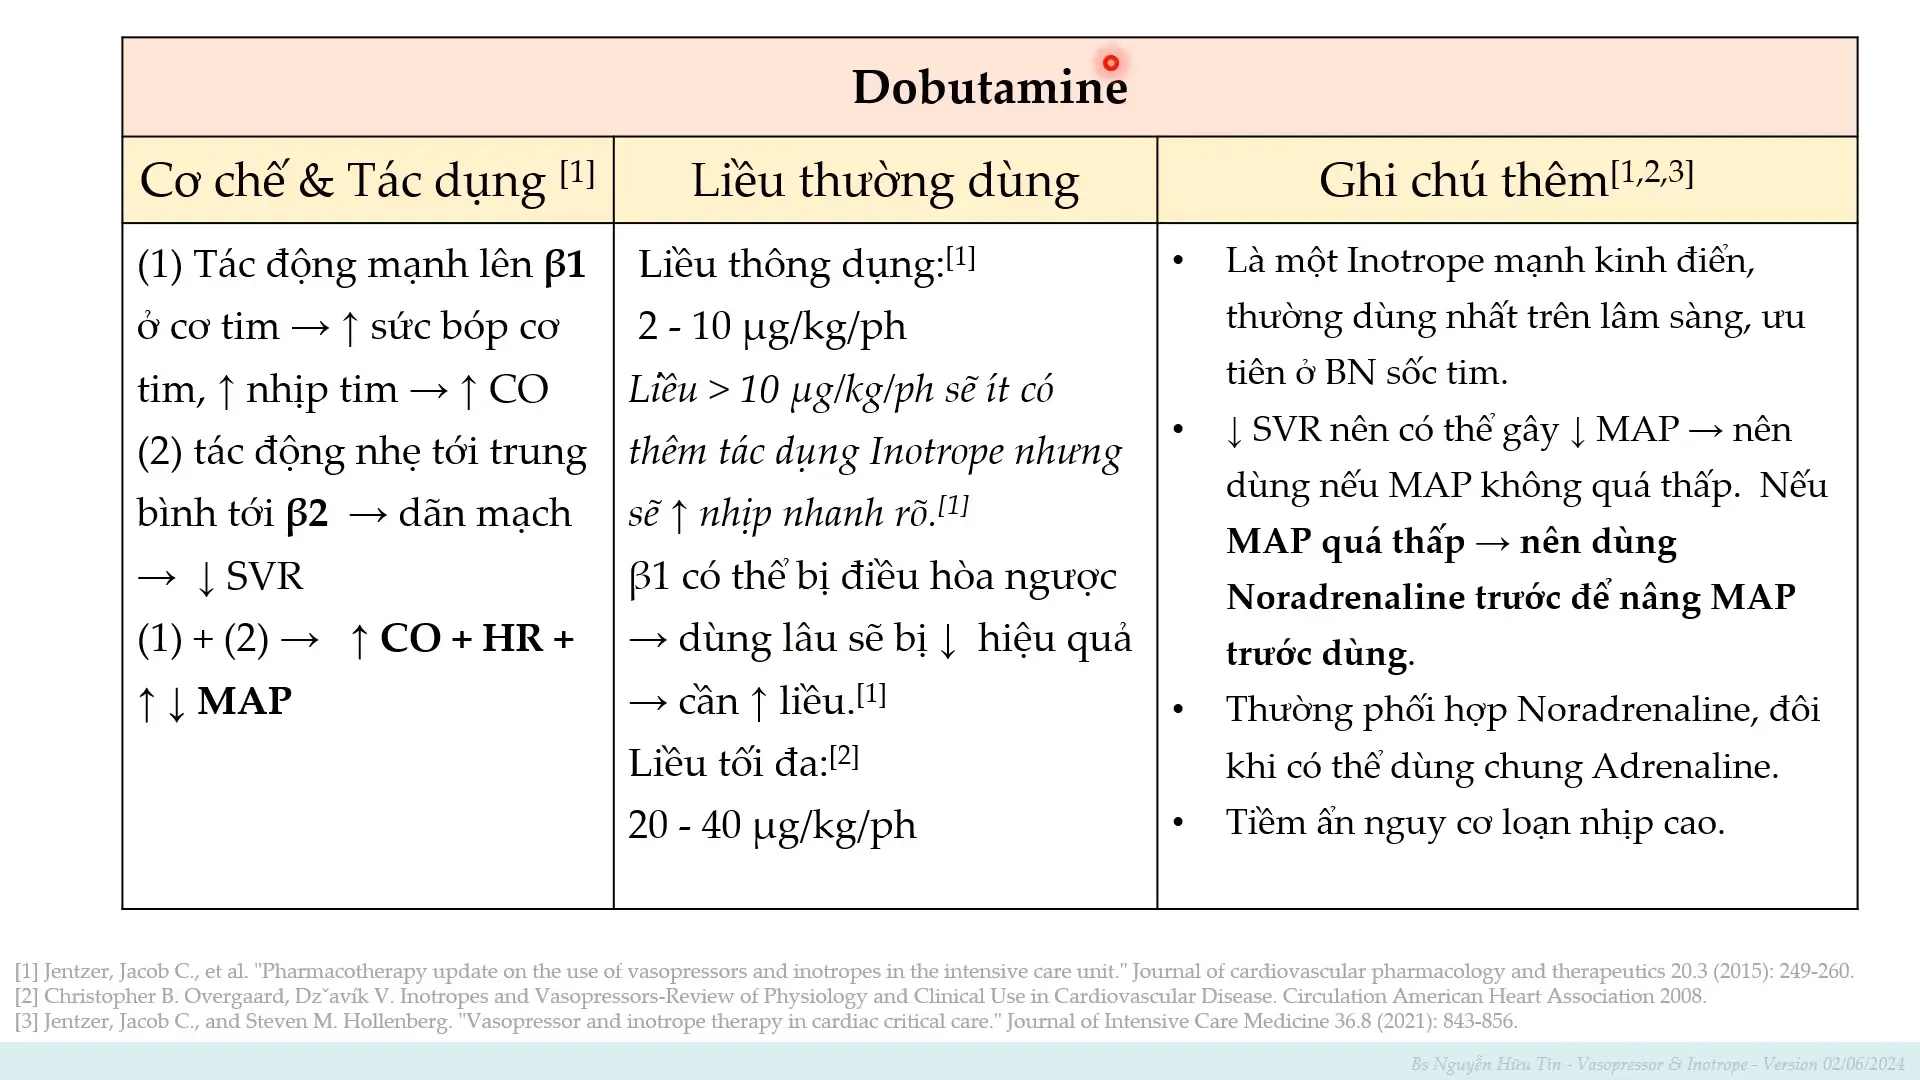 Dobutamine
Cơ chế & Tác dụng [1]
Liều thường dùng
Ghi chú thêm[1,2,3]
(1) Tác động mạnh lên β1
ở cơ tim → ↑ sức bóp cơ
tim, ↑ nhịp tim → ↑ CO
(2) tác động nhẹ tới trung
bình tới β2 → dãn mạch
→ ↓ SVR
(1) + (2) → ↑ CO + HR +
↑ ↓ MAP
Liều thông dụng:[1]
2 - 10 µg/kg/ph
Liều > 10 µg/kg/ph sẽ ít có
thêm tác dụng Inotrope nhưng
sẽ ↑ nhịp nhanh rõ.[1]
β1 có thể bị điều hòa ngược
→ dùng lâu sẽ bị ↓ hiệu quả
→ cần ↑ liều.[1]
Liều tối đa:[2]
20 - 40 µg/kg/ph
• Là một Inotrope mạnh kinh điển,
thường dùng nhất trên lâm sàng, ưu
tiên ở BN sốc tim.
• ↓ SVR nên có thể gây ↓ MAP → nên
dùng nếu MAP không quá thấp. Nếu
MAP quá thấp → nên dùng
Noradrenaline trước để nâng MAP
trước dùng.
• Thường phối hợp Noradrenaline, đôi
khi có thể dùng chung Adrenaline.
• Tiềm ẩn nguy cơ loạn nhịp cao.
[1] Jentzer, Jacob C., et al. "Pharmacotherapy update on the use of vasopressors and inotropes in the intensive care unit." Journal of cardiovascular pharmacology and therapeutics 20.3 (2015): 249-260.
[2] Christopher B. Overgaard, Dzˇavík V. Inotropes and Vasopressors-Review of Physiology and Clinical Use in Cardiovascular Disease. Circulation American Heart Association 2008.
[3] Jentzer, Jacob C., and Steven M. Hollenberg. "Vasopressor and inotrope therapy in cardiac critical care." Journal of Intensive Care Medicine 36.8 (2021): 843-856.
Bs Nguyễn Hữu Tín - Vasopressor & Inotrope - Version 02/06/2024